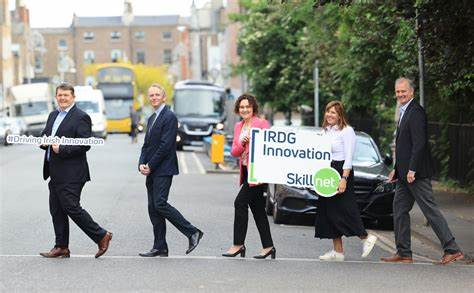 #Driving Irish Innovation
IRDG
Innovation
Skillnet